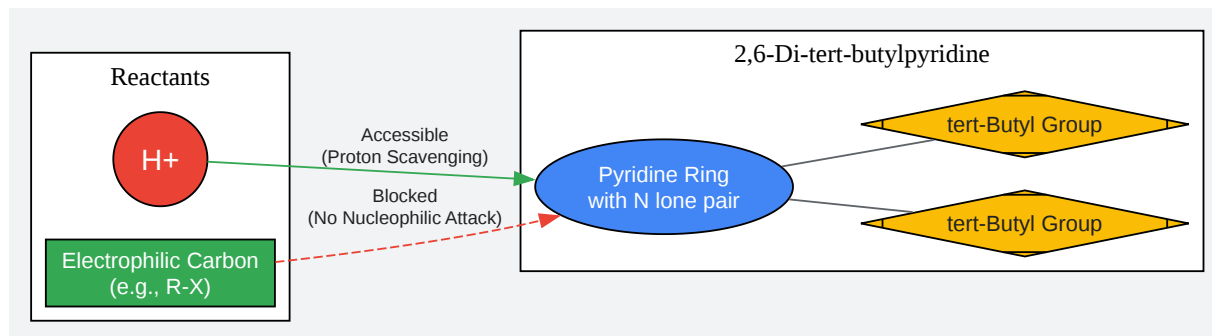 Reactants
H+
Electrophilic Carbon
(e.g., R-X)
Accessible
(Proton Scavenging)
Blocked
(No Nucleophilic Attack)
2,6-Di-tert-butylpyridine
Pyridine Ring
with N lone pair
tert-Butyl Group
tert-Butyl Group